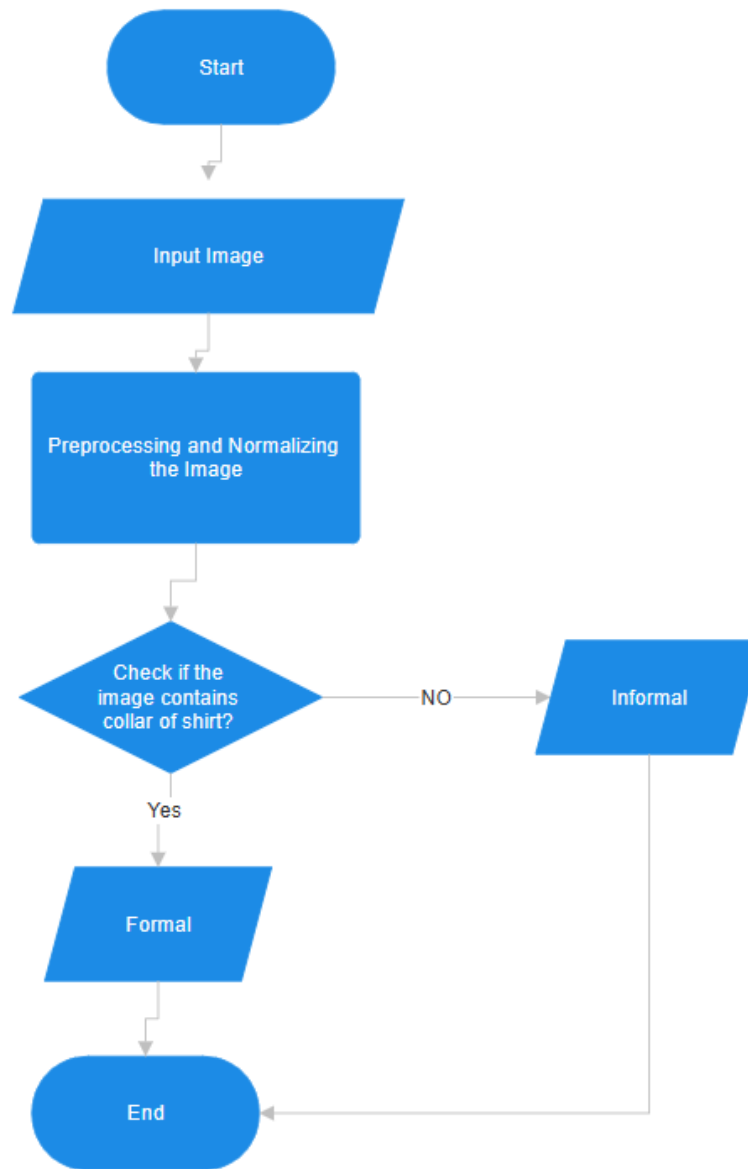 Start
Input Image
Preprocessing and Normalizing
the Image
Check if the
image contains
collar of shirt?
NO
Informal
Yes
Formal
End